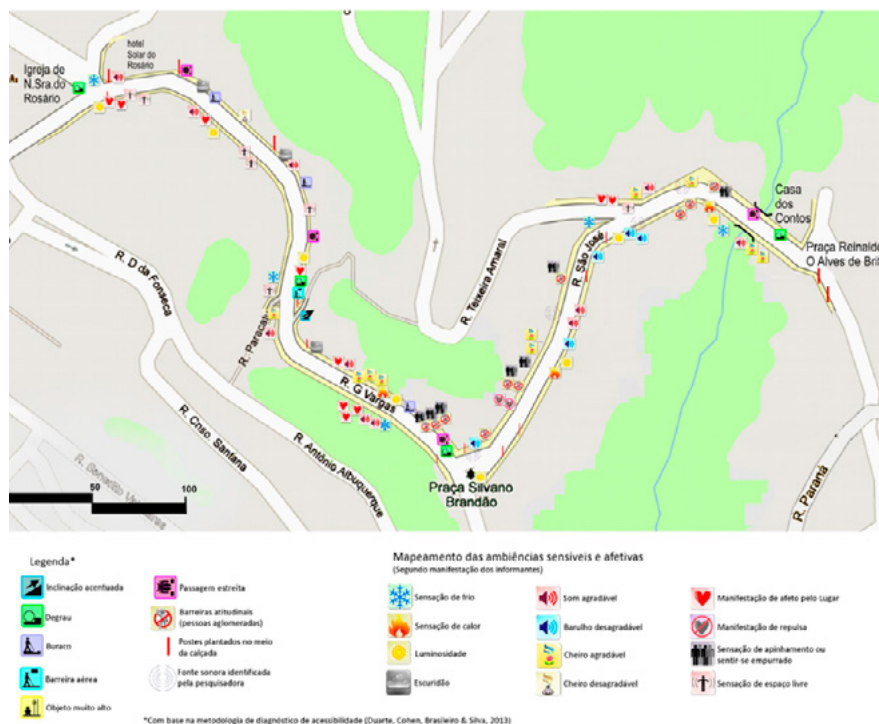 hotel
Solar do
Rosário
Igreja de
N.Sra.do
Rosário
Casa
dos
Contos
Praça Reinald
O Alves de Brit
R. D da Fonseca
R. Teixeira Amaral
R. São José
R. Paraca
R. G Vargas
R. Cnso. Santana
R. Antônio Albuquerque
R. Paraná
Praça Silvano
Brandão
50
100
Legenda*
Inclinação acentuada
Degrau
Buraco
Barreira aérea
Objeto muito alto
Passagem estreita
Barreiras atitudinais
(pessoas aglomeradas)
Postes plantados no meio
da calçada
Fonte sonora identificada
pela pesquisadora
Mapeamento das ambiências sensíveis e afetivas
(Segundo manifestação dos informantes)
Sensação de frio
Sensação de calor
Luminosidade
Escuridão
Som agradável
Barulho desagradável
Cheiro agradável
Cheiro desagradável
Manifestação de afeto pelo Lugar
Manifestação de repulsa
Sensação de apinhamento ou
sentir-se empurrado
Sensação de espaço livre
*Com base na metodologia de diagnóstico de acessibilidade (Duarte, Cohen, Brasileiro & Silva, 2013)